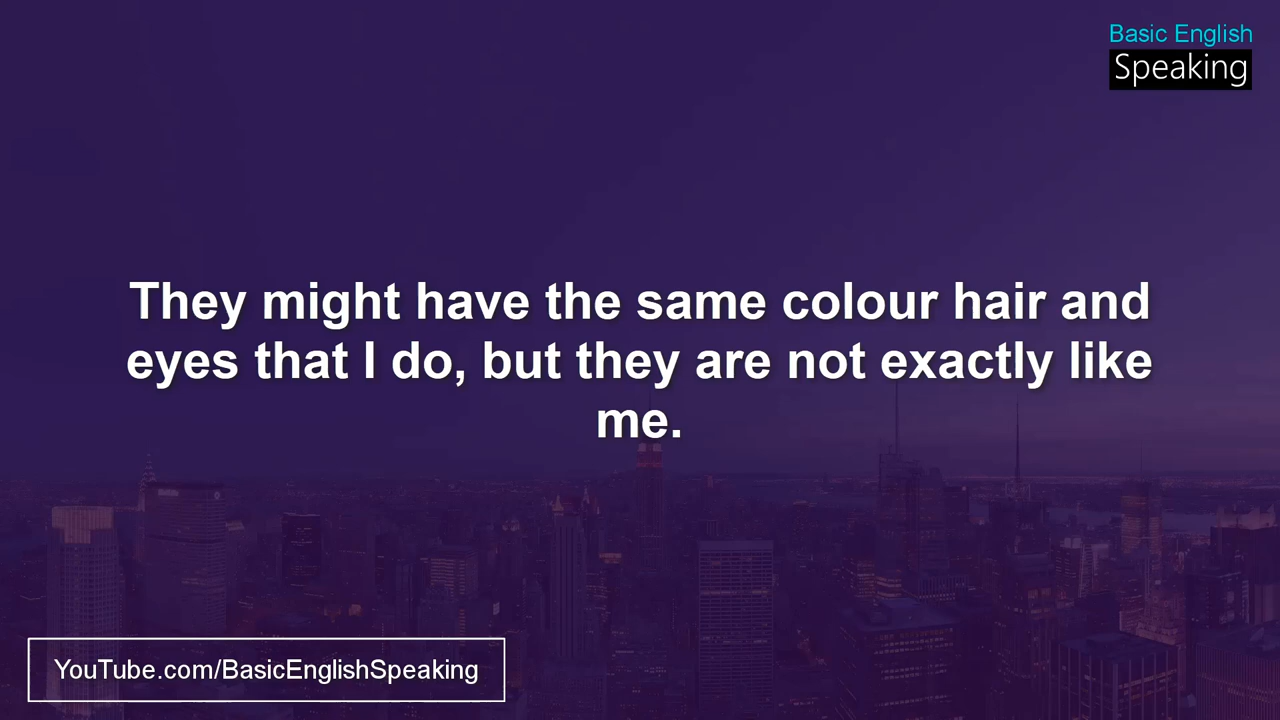 Basic English
Speaking
They might have the same colour hair and
eyes that I do, but they are not exactly like
me.
YouTube.com/BasicEnglishSpeaking